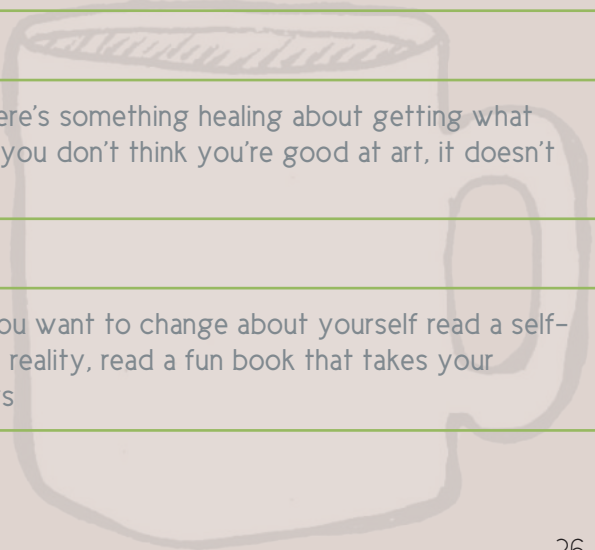 ere's something healing about getting what
you don't think you're good at art, it doesn't
ou want to change about yourself read a self-
reality, read a fun book that takes your
s
26